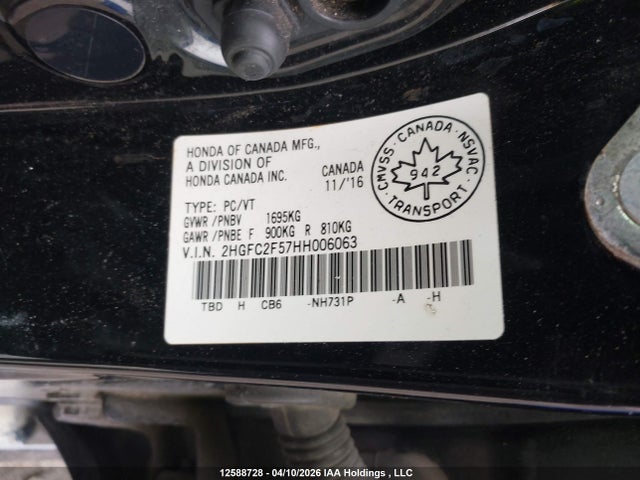 HONDA OF CANADA MFG.,
A DIVISION OF
HONDA CANADA INC.
CANADA
11/'16
CMVSS · CANADA · NSVAC
942
TRANSPORT
TYPE: PC/VT
GVWR /PNBV 1695KG
GAWR /PNBE F 900KG R 810KG
V.I.N. 2HGFC2F57HH006063
TBD H CB6 -NH731P -A -H
12588728 - 04/10/2026 IAA Holdings , LLC